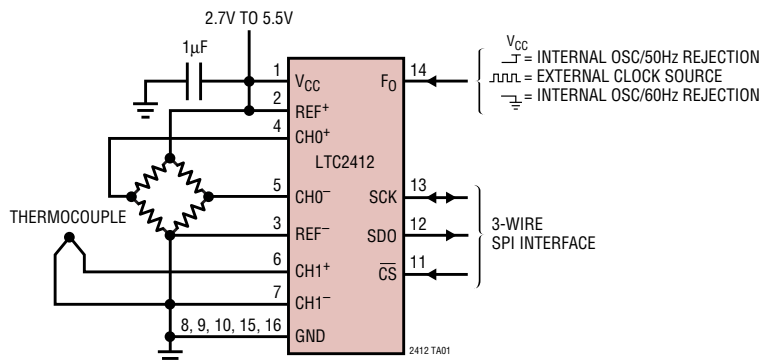 2.7V TO 5.5V
1µF
1
VCC
2
REF+
4
CH0+
LTC2412
5
CH0−
THERMOCOUPLE
3
REF−
6
CH1+
7
CH1−
8, 9, 10, 15, 16
GND
FO
14
SCK
13
SDO
12
CS
11
VCC
= INTERNAL OSC/50Hz REJECTION
= EXTERNAL CLOCK SOURCE
= INTERNAL OSC/60Hz REJECTION
3-WIRE
SPI INTERFACE
2412 TA01